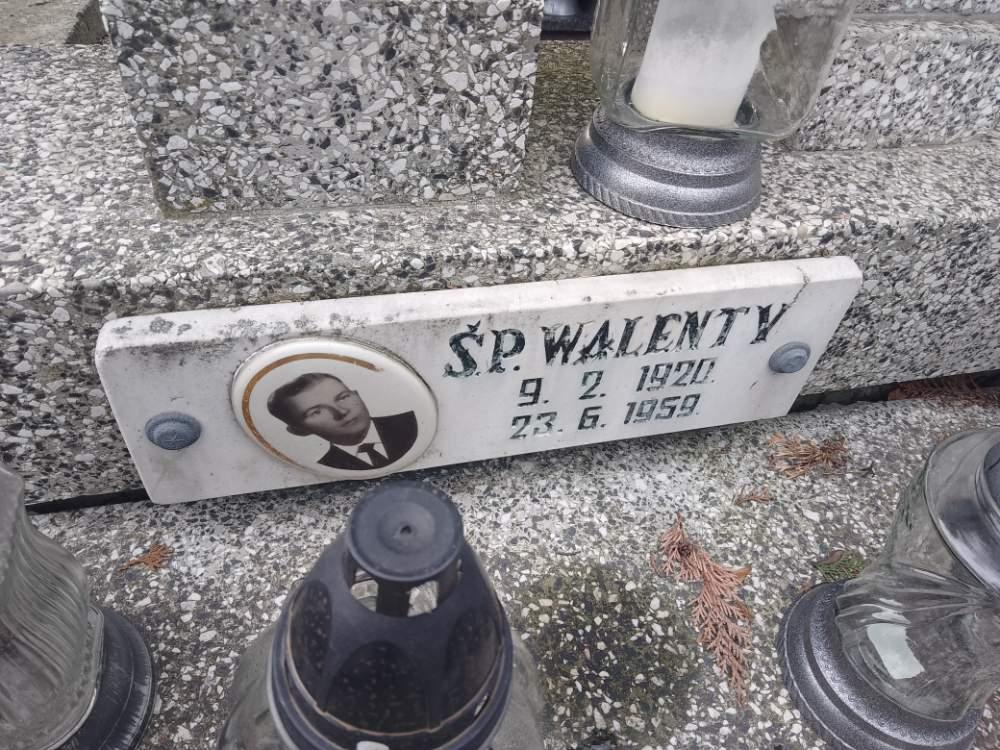 ŚP. WALENTY
9. 2. 1920.
23. 6. 1959.